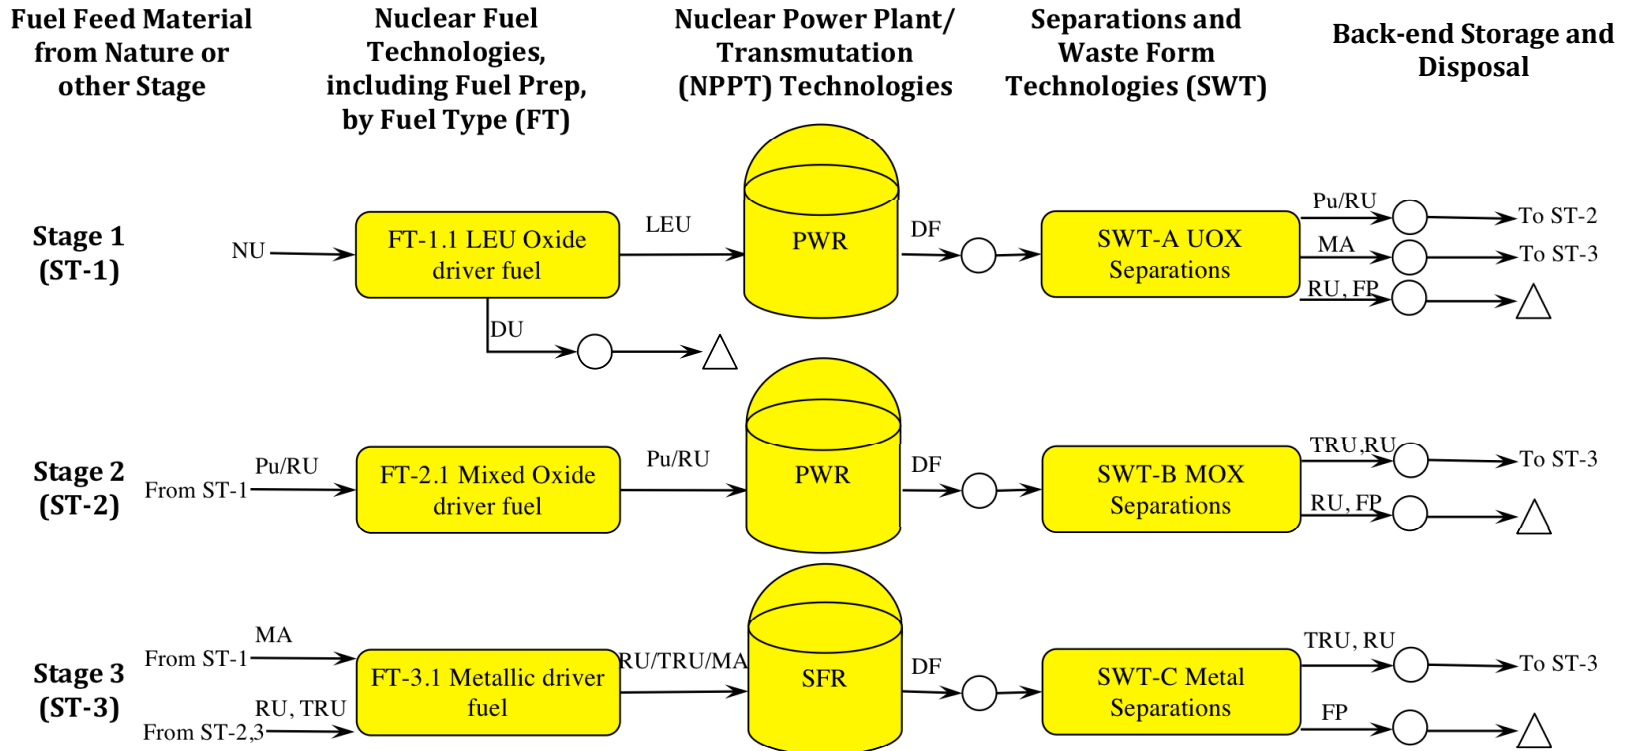 Fuel Feed Material
from Nature or
other Stage
Nuclear Fuel
Technologies,
including Fuel Prep,
by Fuel Type (FT)
Nuclear Power Plant/
Transmutation
(NPPT) Technologies
Separations and
Waste Form
Technologies (SWT)
Back-end Storage and
Disposal
Stage 1
(ST-1)
NU
FT-1.1 LEU Oxide
driver fuel
DU
LEU
PWR
DF
SWT-A UOX
Separations
Pu/RU
To ST-2
MA
To ST-3
RU, FP
Stage 2
(ST-2)
From ST-1
Pu/RU
FT-2.1 Mixed Oxide
driver fuel
Pu/RU
PWR
DF
SWT-B MOX
Separations
TRU,RU
To ST-3
RU, FP
Stage 3
(ST-3)
MA
From ST-1
RU, TRU
From ST-2,3
FT-3.1 Metallic driver
fuel
RU/TRU/MA
SFR
DF
SWT-C Metal
Separations
TRU, RU
To ST-3
FP